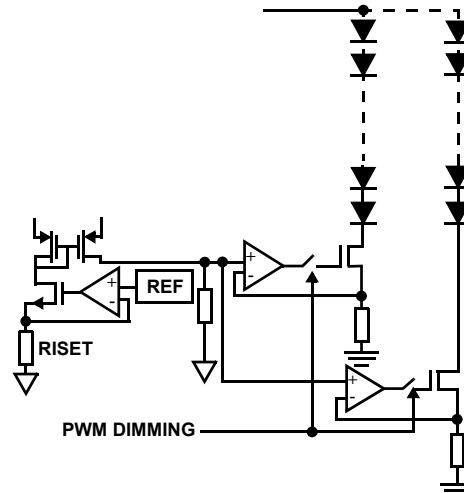 +
-
+
-
REF
RISET
+
-
PWM DIMMING